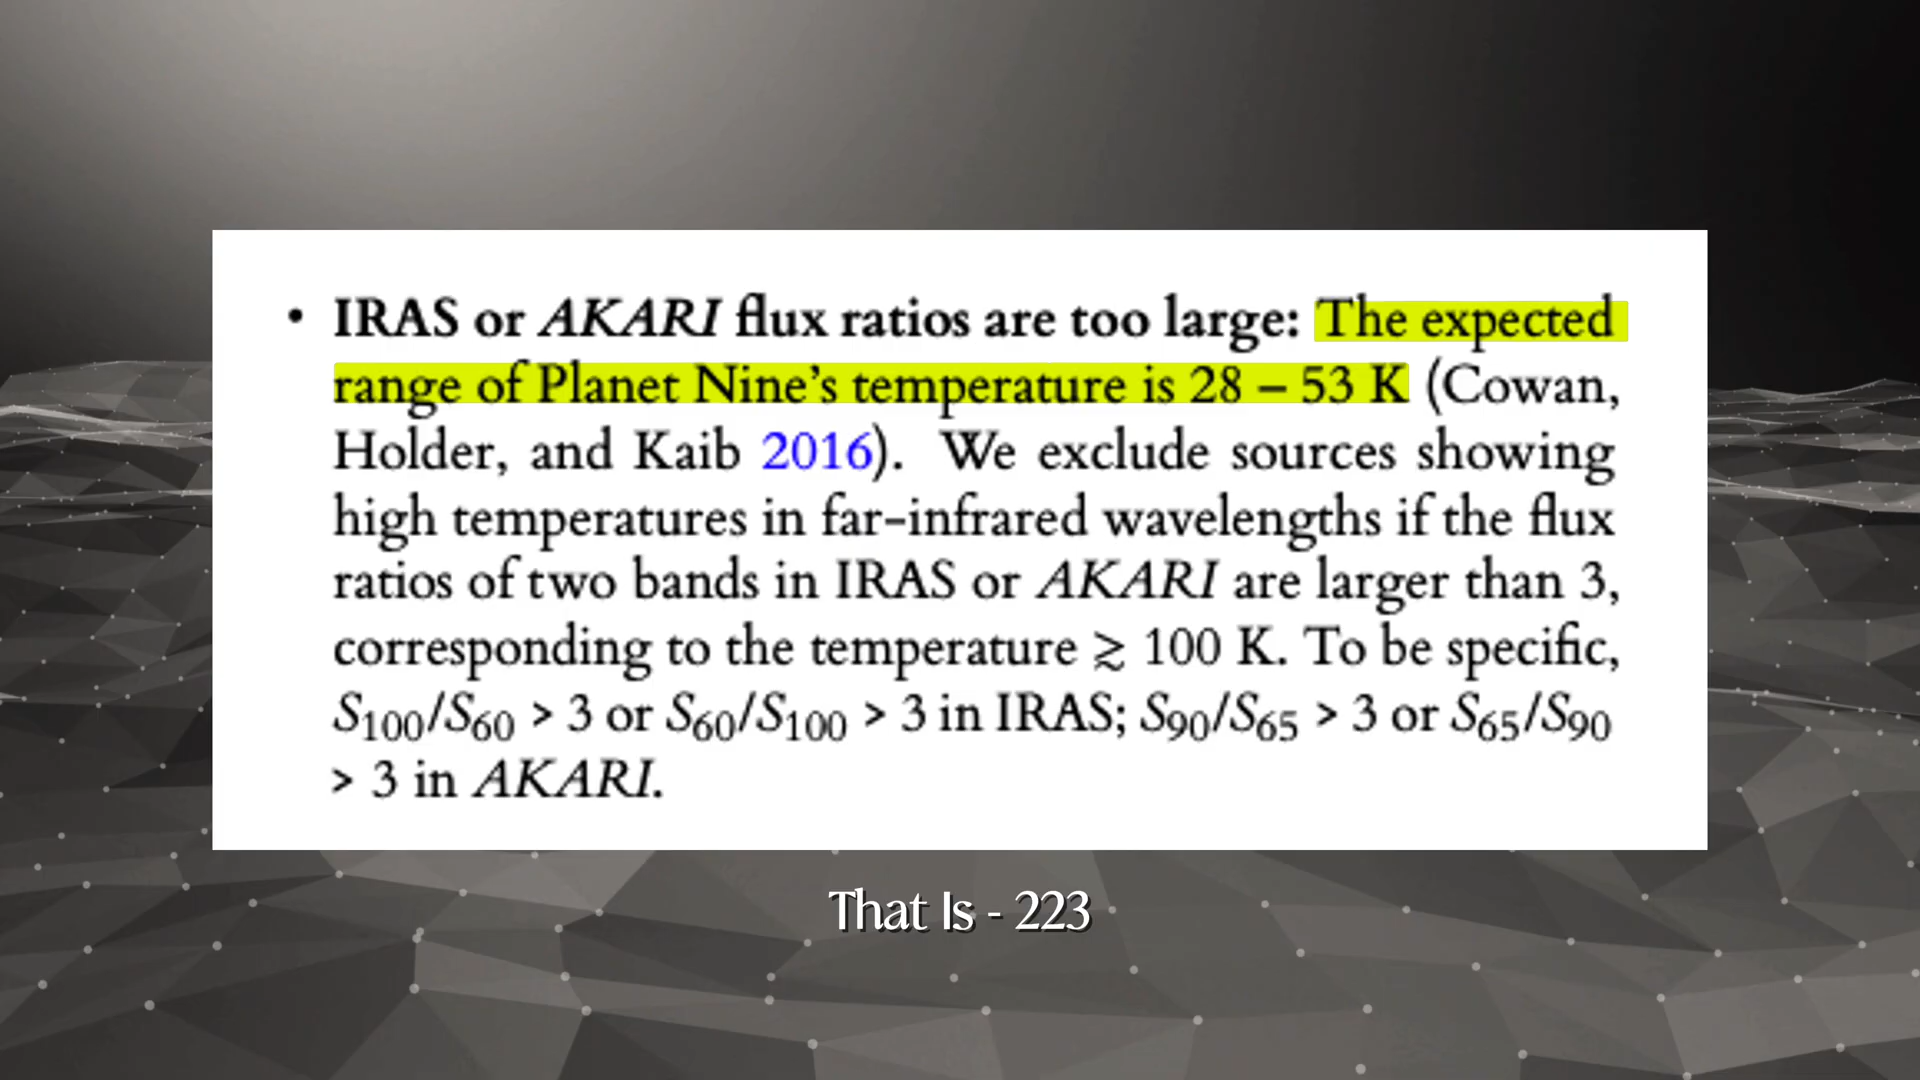 • IRAS or AKARI flux ratios are too large: The expected
range of Planet Nine’s temperature is 28 – 53 K (Cowan,
Holder, and Kaib 2016). We exclude sources showing
high temperatures in far-infrared wavelengths if the flux
ratios of two bands in IRAS or AKARI are larger than 3,
corresponding to the temperature ≳ 100 K. To be specific,
S100/S60 > 3 or S60/S100 > 3 in IRAS; S90/S65 > 3 or S65/S90
> 3 in AKARI.
That Is - 223